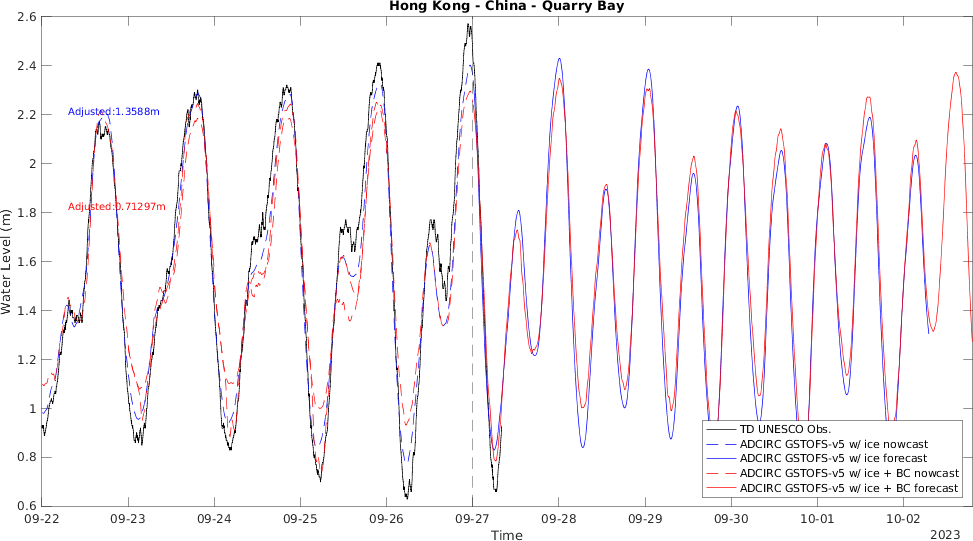 Hong Kong - China - Quarry Bay
Water Level (m)
2.6
2.4
2.2
2
1.8
1.6
1.4
1.2
1
0.8
0.6
Adjusted:1.3588m
Adjusted:0.71297m
TD UNESCO Obs.
ADCIRC GSTOFS-v5 w/ ice nowcast
ADCIRC GSTOFS-v5 w/ ice forecast
ADCIRC GSTOFS-v5 w/ ice + BC nowcast
ADCIRC GSTOFS-v5 w/ ice + BC forecast
09-22 09-23 09-24 09-25 09-26 09-27 09-28 09-29 09-30 10-01 10-02
Time
2023